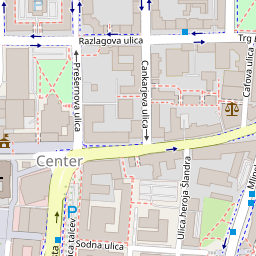 Razlagova ulica
Trg
Prešernova ulica
Cankarjeva ulica
Cafova ulica
Center
Ulica heroja Šlandra
P
Sodna ulica